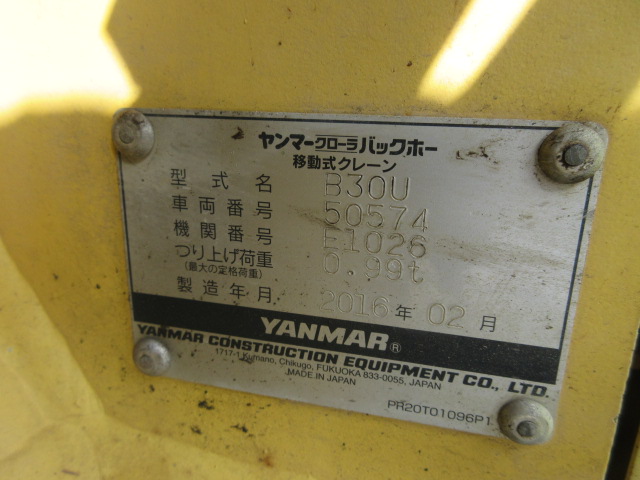 ヤンマークローラバックホー
移動式クレーン
型式名 B30U
車両番号 50574
機関番号 E1026
つり上げ荷重 0.99t
(最大の定格荷重)
製造年月 2016年 02月
YANMAR®
YANMAR CONSTRUCTION EQUIPMENT CO., LTD.
1717-1 Kumano, Chikugo, FUKUOKA 833-0055, JAPAN
MADE IN JAPAN
PR20T01096P1